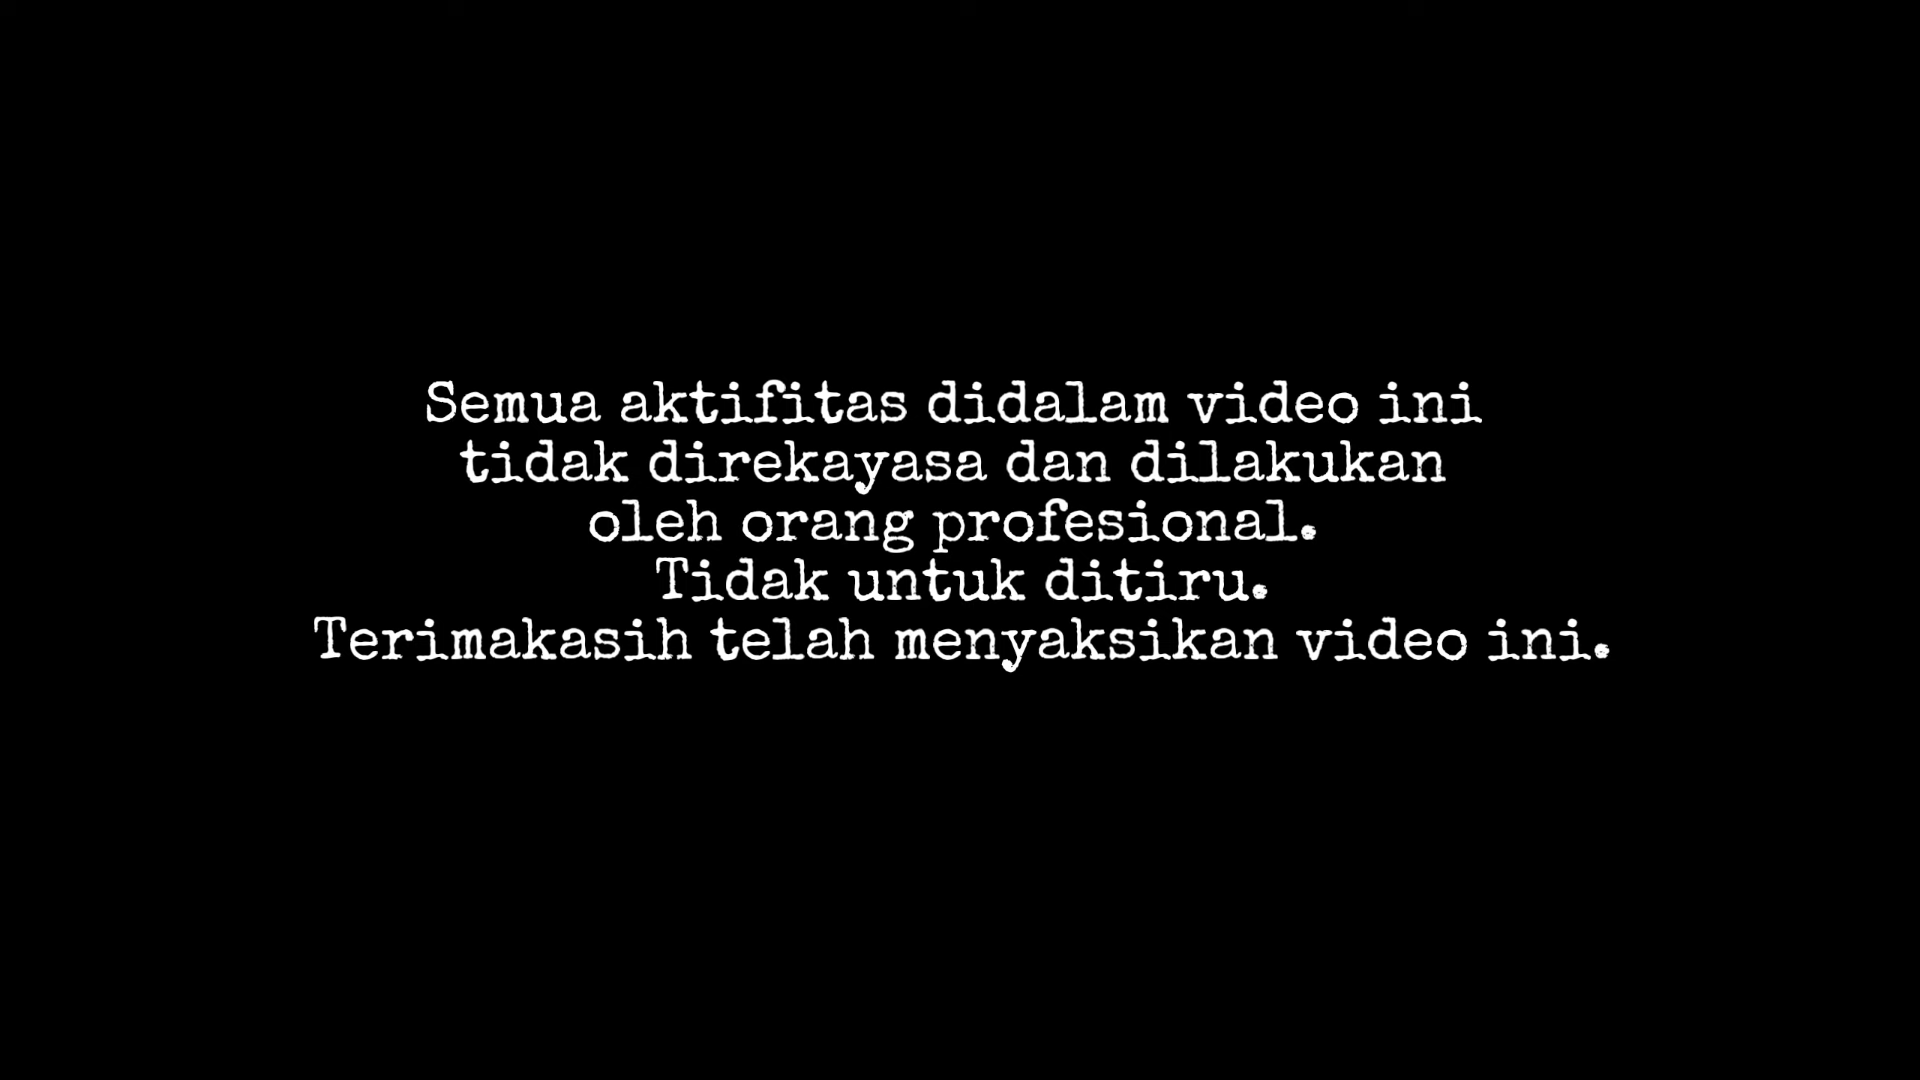 Semua aktifitas didalam video ini
tidak direkayasa dan dilakukan
oleh orang profesional.
Tidak untuk ditiru.
Terimakasih telah menyaksikan video ini.